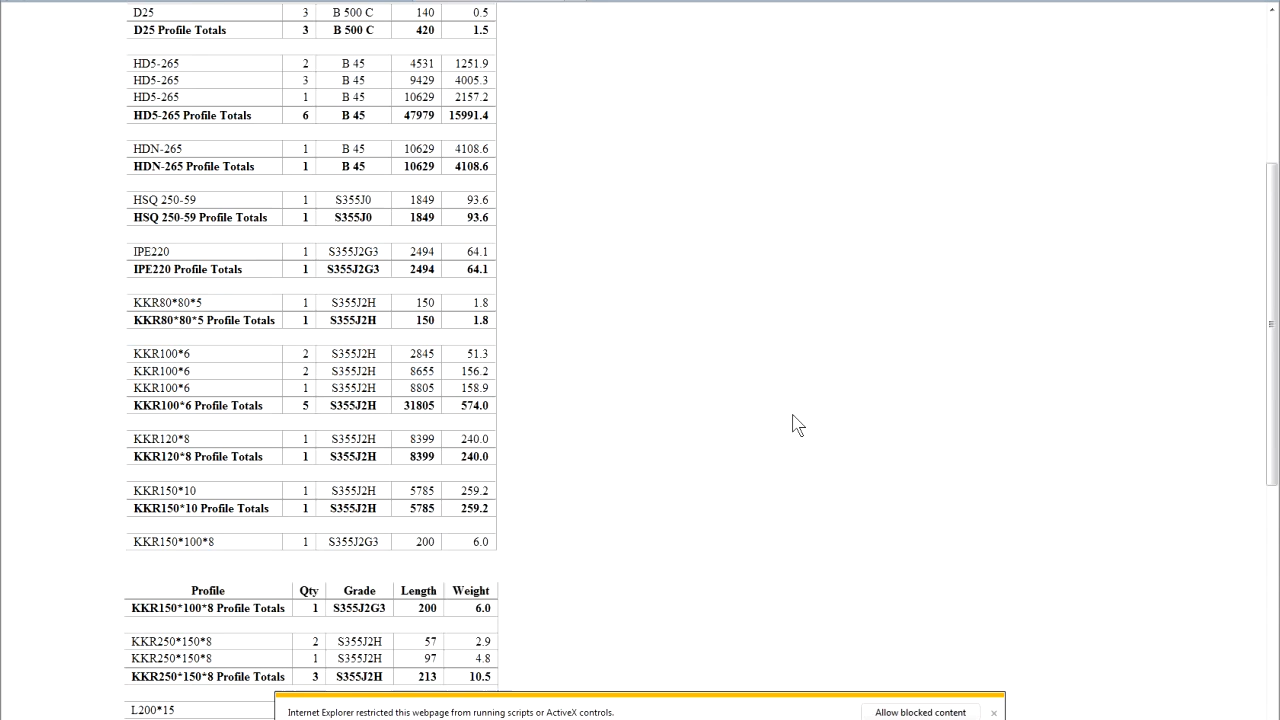 D25 3 B 500 C 140 0.5
D25 Profile Totals 3 B 500 C 420 1.5
HD5-265 2 B 45 4531 1251.9
HD5-265 3 B 45 9429 4005.3
HD5-265 1 B 45 10629 2157.2
HD5-265 Profile Totals 6 B 45 47979 15991.4
HDN-265 1 B 45 10629 4108.6
HDN-265 Profile Totals 1 B 45 10629 4108.6
HSQ 250-59 1 S355J0 1849 93.6
HSQ 250-59 Profile Totals 1 S355J0 1849 93.6
IPE220 1 S355J2G3 2494 64.1
IPE220 Profile Totals 1 S355J2G3 2494 64.1
KKR80*80*5 1 S355J2H 150 1.8
KKR80*80*5 Profile Totals 1 S355J2H 150 1.8
KKR100*6 2 S355J2H 2845 51.3
KKR100*6 2 S355J2H 8655 156.2
KKR100*6 1 S355J2H 8805 158.9
KKR100*6 Profile Totals 5 S355J2H 31805 574.0
KKR120*8 1 S355J2H 8399 240.0
KKR120*8 Profile Totals 1 S355J2H 8399 240.0
KKR150*10 1 S355J2H 5785 259.2
KKR150*10 Profile Totals 1 S355J2H 5785 259.2
KKR150*100*8 1 S355J2G3 200 6.0
Profile Qty Grade Length Weight
KKR150*100*8 Profile Totals 1 S355J2G3 200 6.0
KKR250*150*8 2 S355J2H 57 2.9
KKR250*150*8 1 S355J2H 97 4.8
KKR250*150*8 Profile Totals 3 S355J2H 213 10.5
L200*15
Internet Explorer restricted this webpage from running scripts or ActiveX controls. Allow blocked content ×